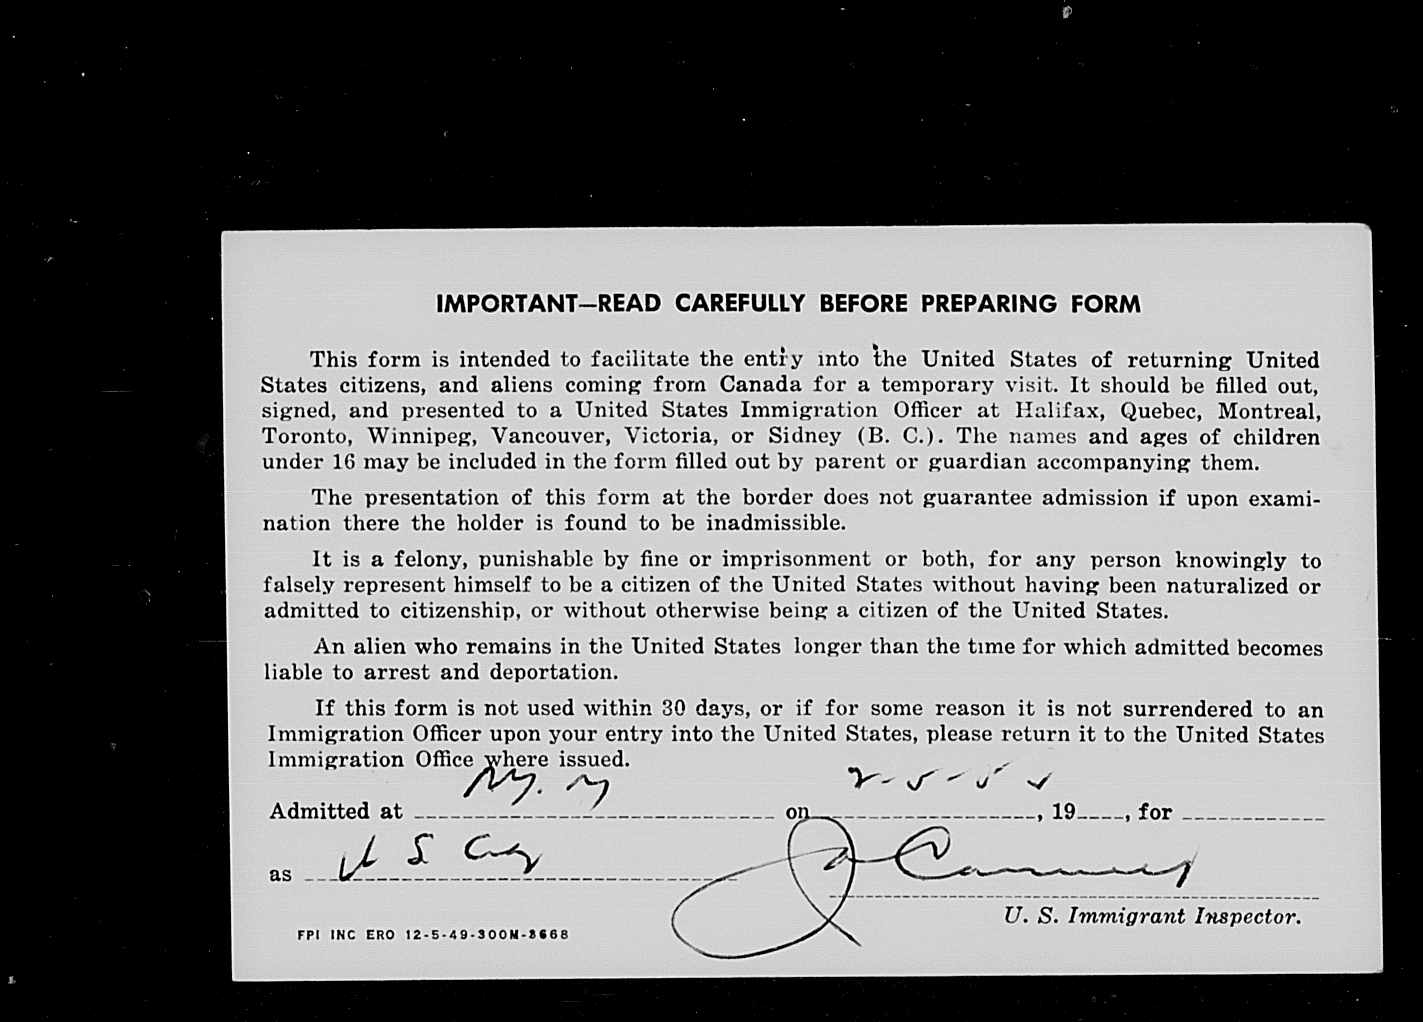 IMPORTANT—READ CAREFULLY BEFORE PREPARING FORM
This form is intended to facilitate the entry into the United States of returning United
States citizens, and aliens coming from Canada for a temporary visit. It should be filled out,
signed, and presented to a United States Immigration Officer at Halifax, Quebec, Montreal,
Toronto, Winnipeg, Vancouver, Victoria, or Sidney (B. C.). The names and ages of children
under 16 may be included in the form filled out by parent or guardian accompanying them.
The presentation of this form at the border does not guarantee admission if upon exami-
nation there the holder is found to be inadmissible.
It is a felony, punishable by fine or imprisonment or both, for any person knowingly to
falsely represent himself to be a citizen of the United States without having been naturalized or
admitted to citizenship, or without otherwise being a citizen of the United States.
An alien who remains in the United States longer than the time for which admitted becomes
liable to arrest and deportation.
If this form is not used within 30 days, or if for some reason it is not surrendered to an
Immigration Officer upon your entry into the United States, please return it to the United States
Immigration Office where issued.
Admitted at N.Y. on , 19 , for
as U S
U. S. Immigrant Inspector.
FPI INC ERO 12-5-49-300M-8668